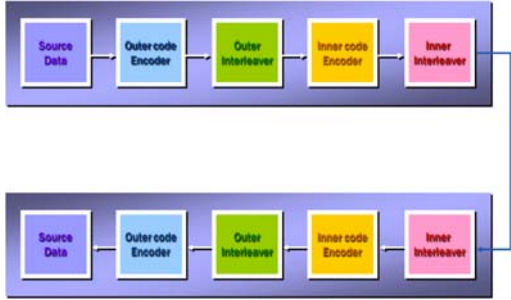 Source
Data
Outer code
Encoder
Outer
Interleaver
Inner code
Encoder
Inner
Interleaver
Source
Data
Outer code
Encoder
Outer
Interleaver
Inner code
Encoder
Inner
Interleaver